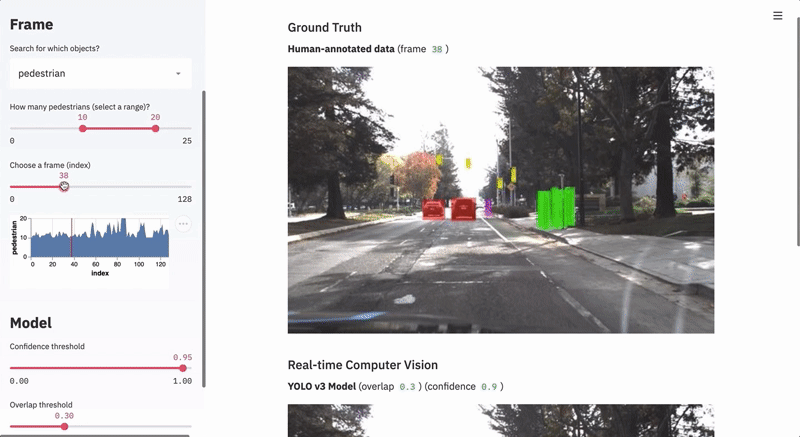 Frame
Search for which objects?
pedestrian
How many pedestrians (select a range)?
10 20
0 25
Choose a frame (index)
38
0 128
20
10
0
pedestrian
0 20 40 60 80 100 120
index
Model
Confidence threshold
0.95
0.00 1.00
Overlap threshold
0.30
Ground Truth
Human-annotated data (frame 38 )
Real-time Computer Vision
YOLO v3 Model (overlap 0.3 ) (confidence 0.9 )